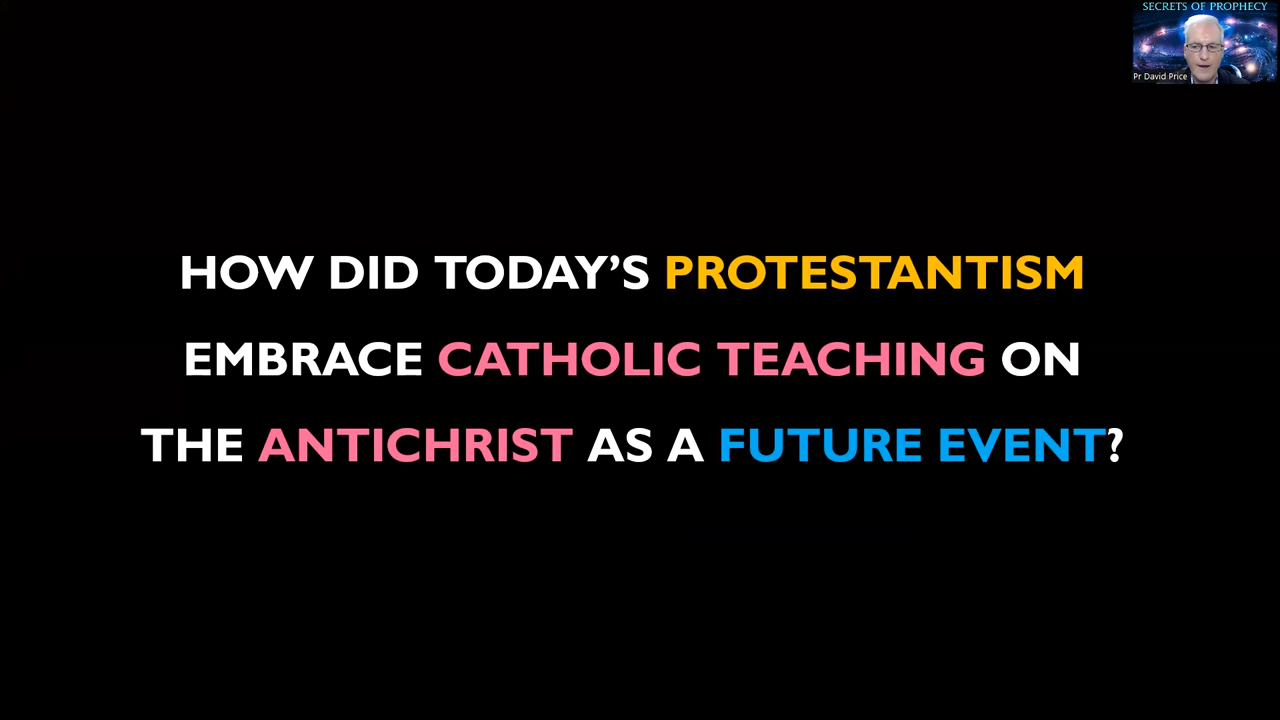 SECRETS OF PROPHECY
Pr David Price
HOW DID TODAY’S PROTESTANTISM
EMBRACE CATHOLIC TEACHING ON
THE ANTICHRIST AS A FUTURE EVENT?